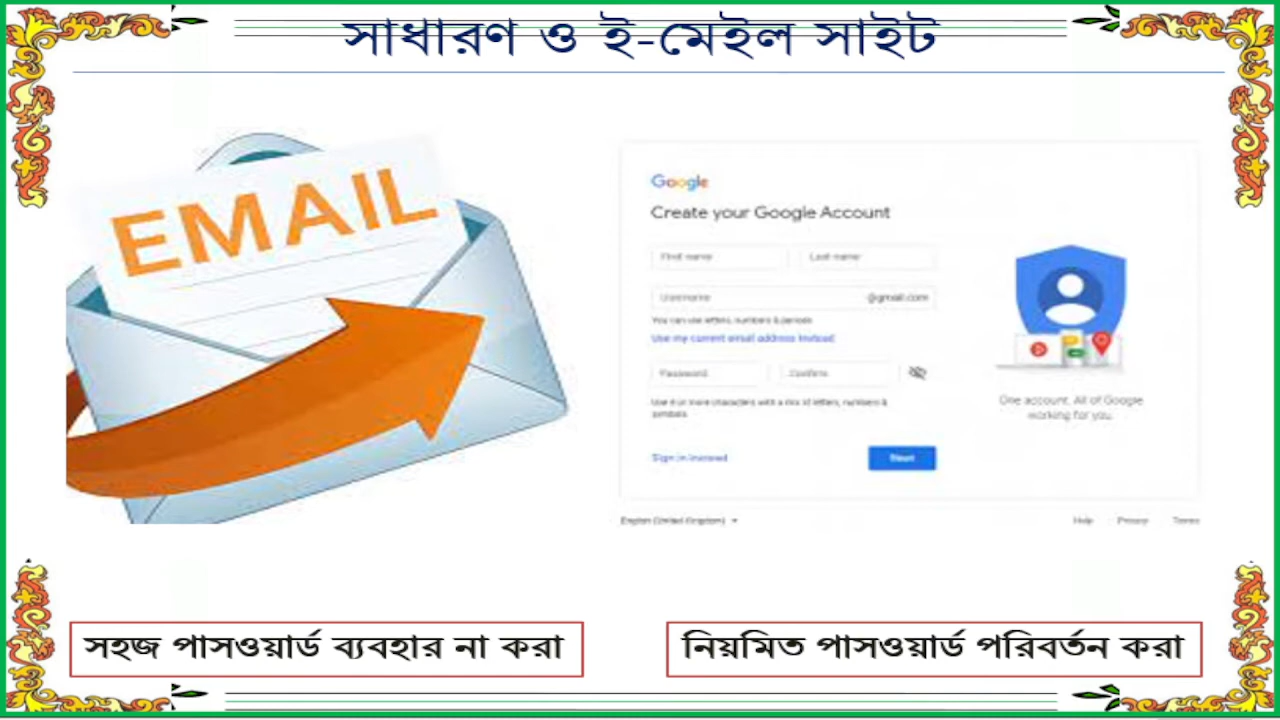 সাধারণ ও ই-মেইল সাইট
EMAIL
Google
Create your Google Account
First name Last name
Username @gmail.com
You can use letters, numbers & periods
Use my current email address instead
Password Confirm
Use 8 or more characters with a mix of letters, numbers &
symbols
One account. All of Google
working for you.
Sign in instead Next
English (United Kingdom) Help Privacy Terms
সহজ পাসওয়ার্ড ব্যবহার না করা
নিয়মিত পাসওয়ার্ড পরিবর্তন করা